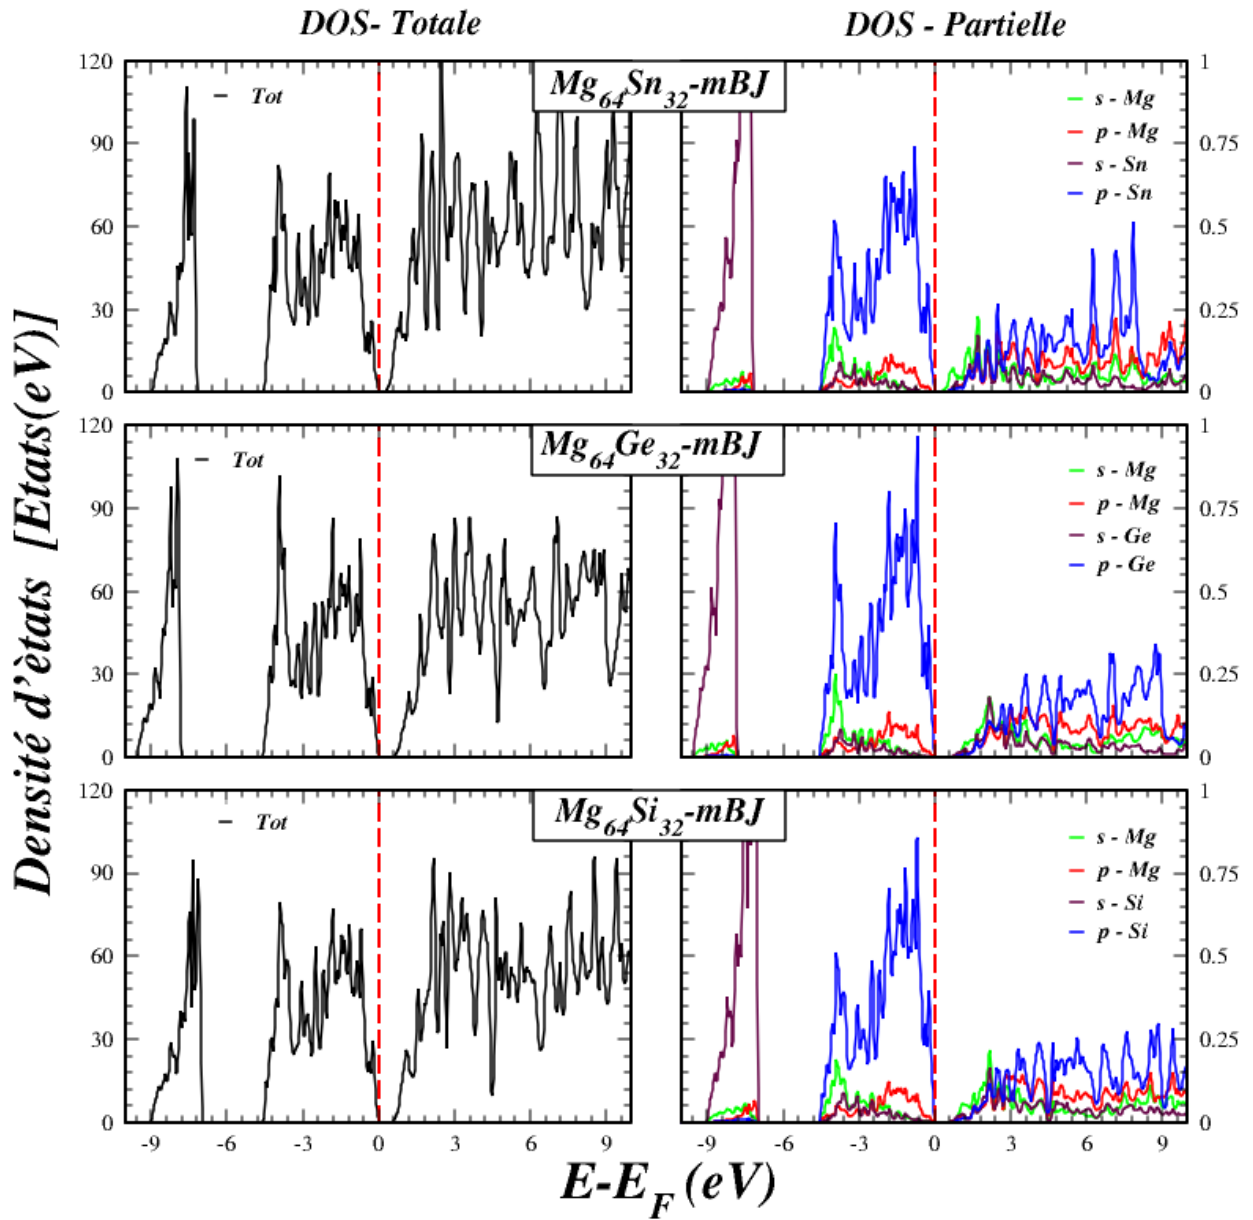 DOS- Totale
DOS - Partielle
Densité d'ètats [Etats(eV)]
Mg64Sn32-mBJ
Tot
s - Mg
p - Mg
s - Sn
p - Sn
120
90
60
30
0
1
0.75
0.5
0.25
0
Mg64Ge32-mBJ
Tot
s - Mg
p - Mg
s - Ge
p - Ge
120
90
60
30
0
1
0.75
0.5
0.25
0
Mg64Si32-mBJ
Tot
s - Mg
p - Mg
s - Si
p - Si
120
90
60
30
0
1
0.75
0.5
0.25
0
-9 -6 -3 0 3 6 9
-9 -6 -3 0 3 6 9
E-EF (eV)